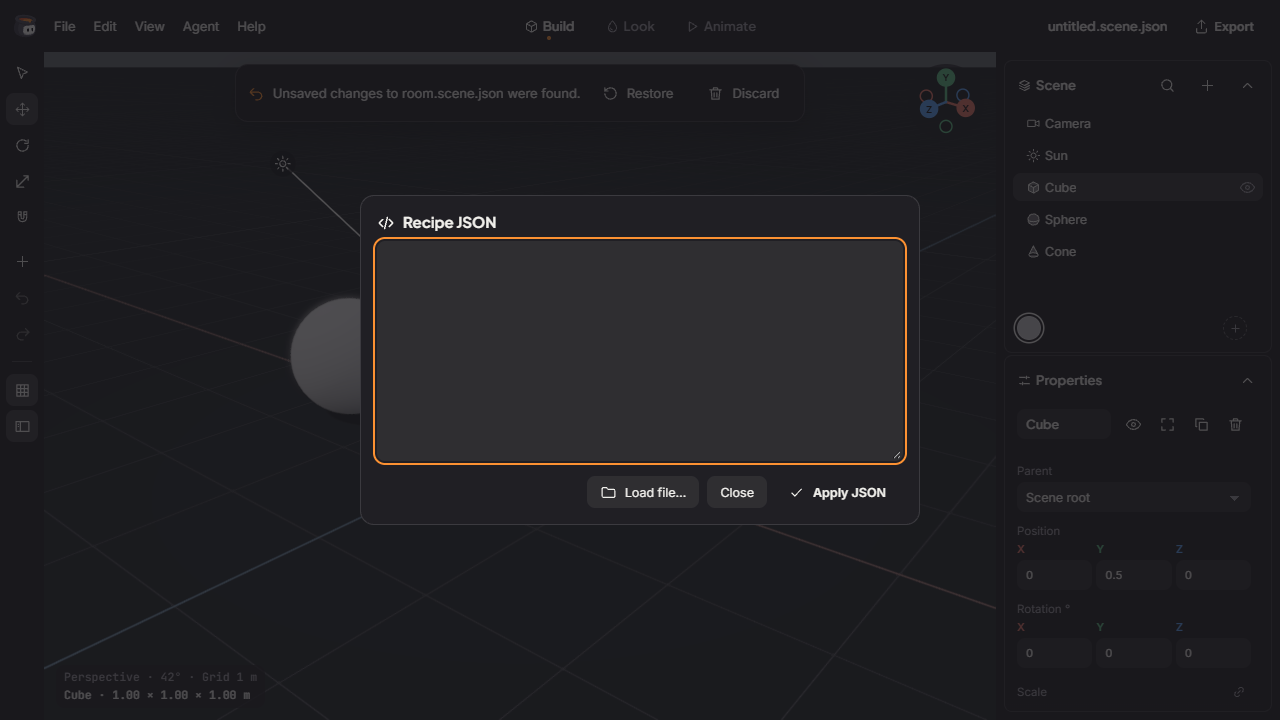 File Edit View Agent Help
Build Look Animate
untitled.scene.json Export
Unsaved changes to room.scene.json were found. Restore Discard
Y
Z X
Scene
Camera
Sun
Cube
Sphere
Cone
Recipe JSON
Load file... Close Apply JSON
Properties
Cube
Parent
Scene root
Position
X Y Z
0 0.5 0
Rotation *
X Y Z
0 0 0
Scale
Perspective · 42° · Grid 1 m
Cube · 1.00 × 1.00 × 1.00 m